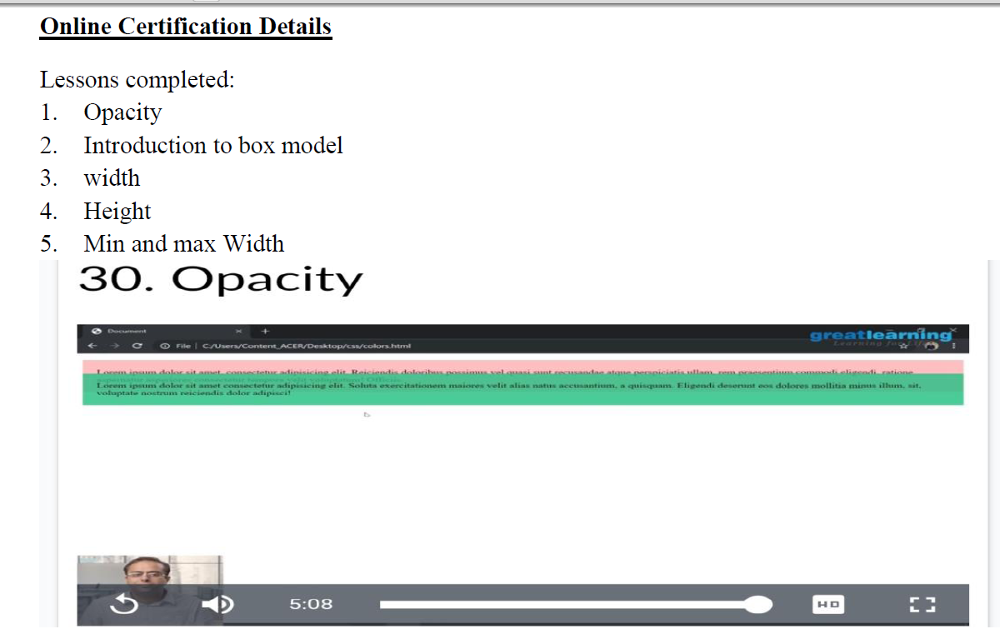 Online Certification Details
Lessons completed:
1. Opacity
2. Introduction to box model
3. width
4. Height
5. Min and max Width
30. Opacity
Document
File | C:/Users/Content_ACER/Desktop/css/colors.html
greatlearning
Learning for Life
Lorem ipsum dolor sit amet, consectetur adipisicing elit. Reiciendis doloribus possimus vel quasi sunt recusandae atque perspiciatis ullam, rem praesentium commodi eligendi, ratione
Lorem ipsum dolor sit amet consectetur adipisicing elit. Soluta exercitationem maiores velit alias natus accusantium, a quisquam. Eligendi deserunt eos dolores mollitia minus illum, sit,
voluptate nostrum reiciendis dolor adipisci!
5:08
HD